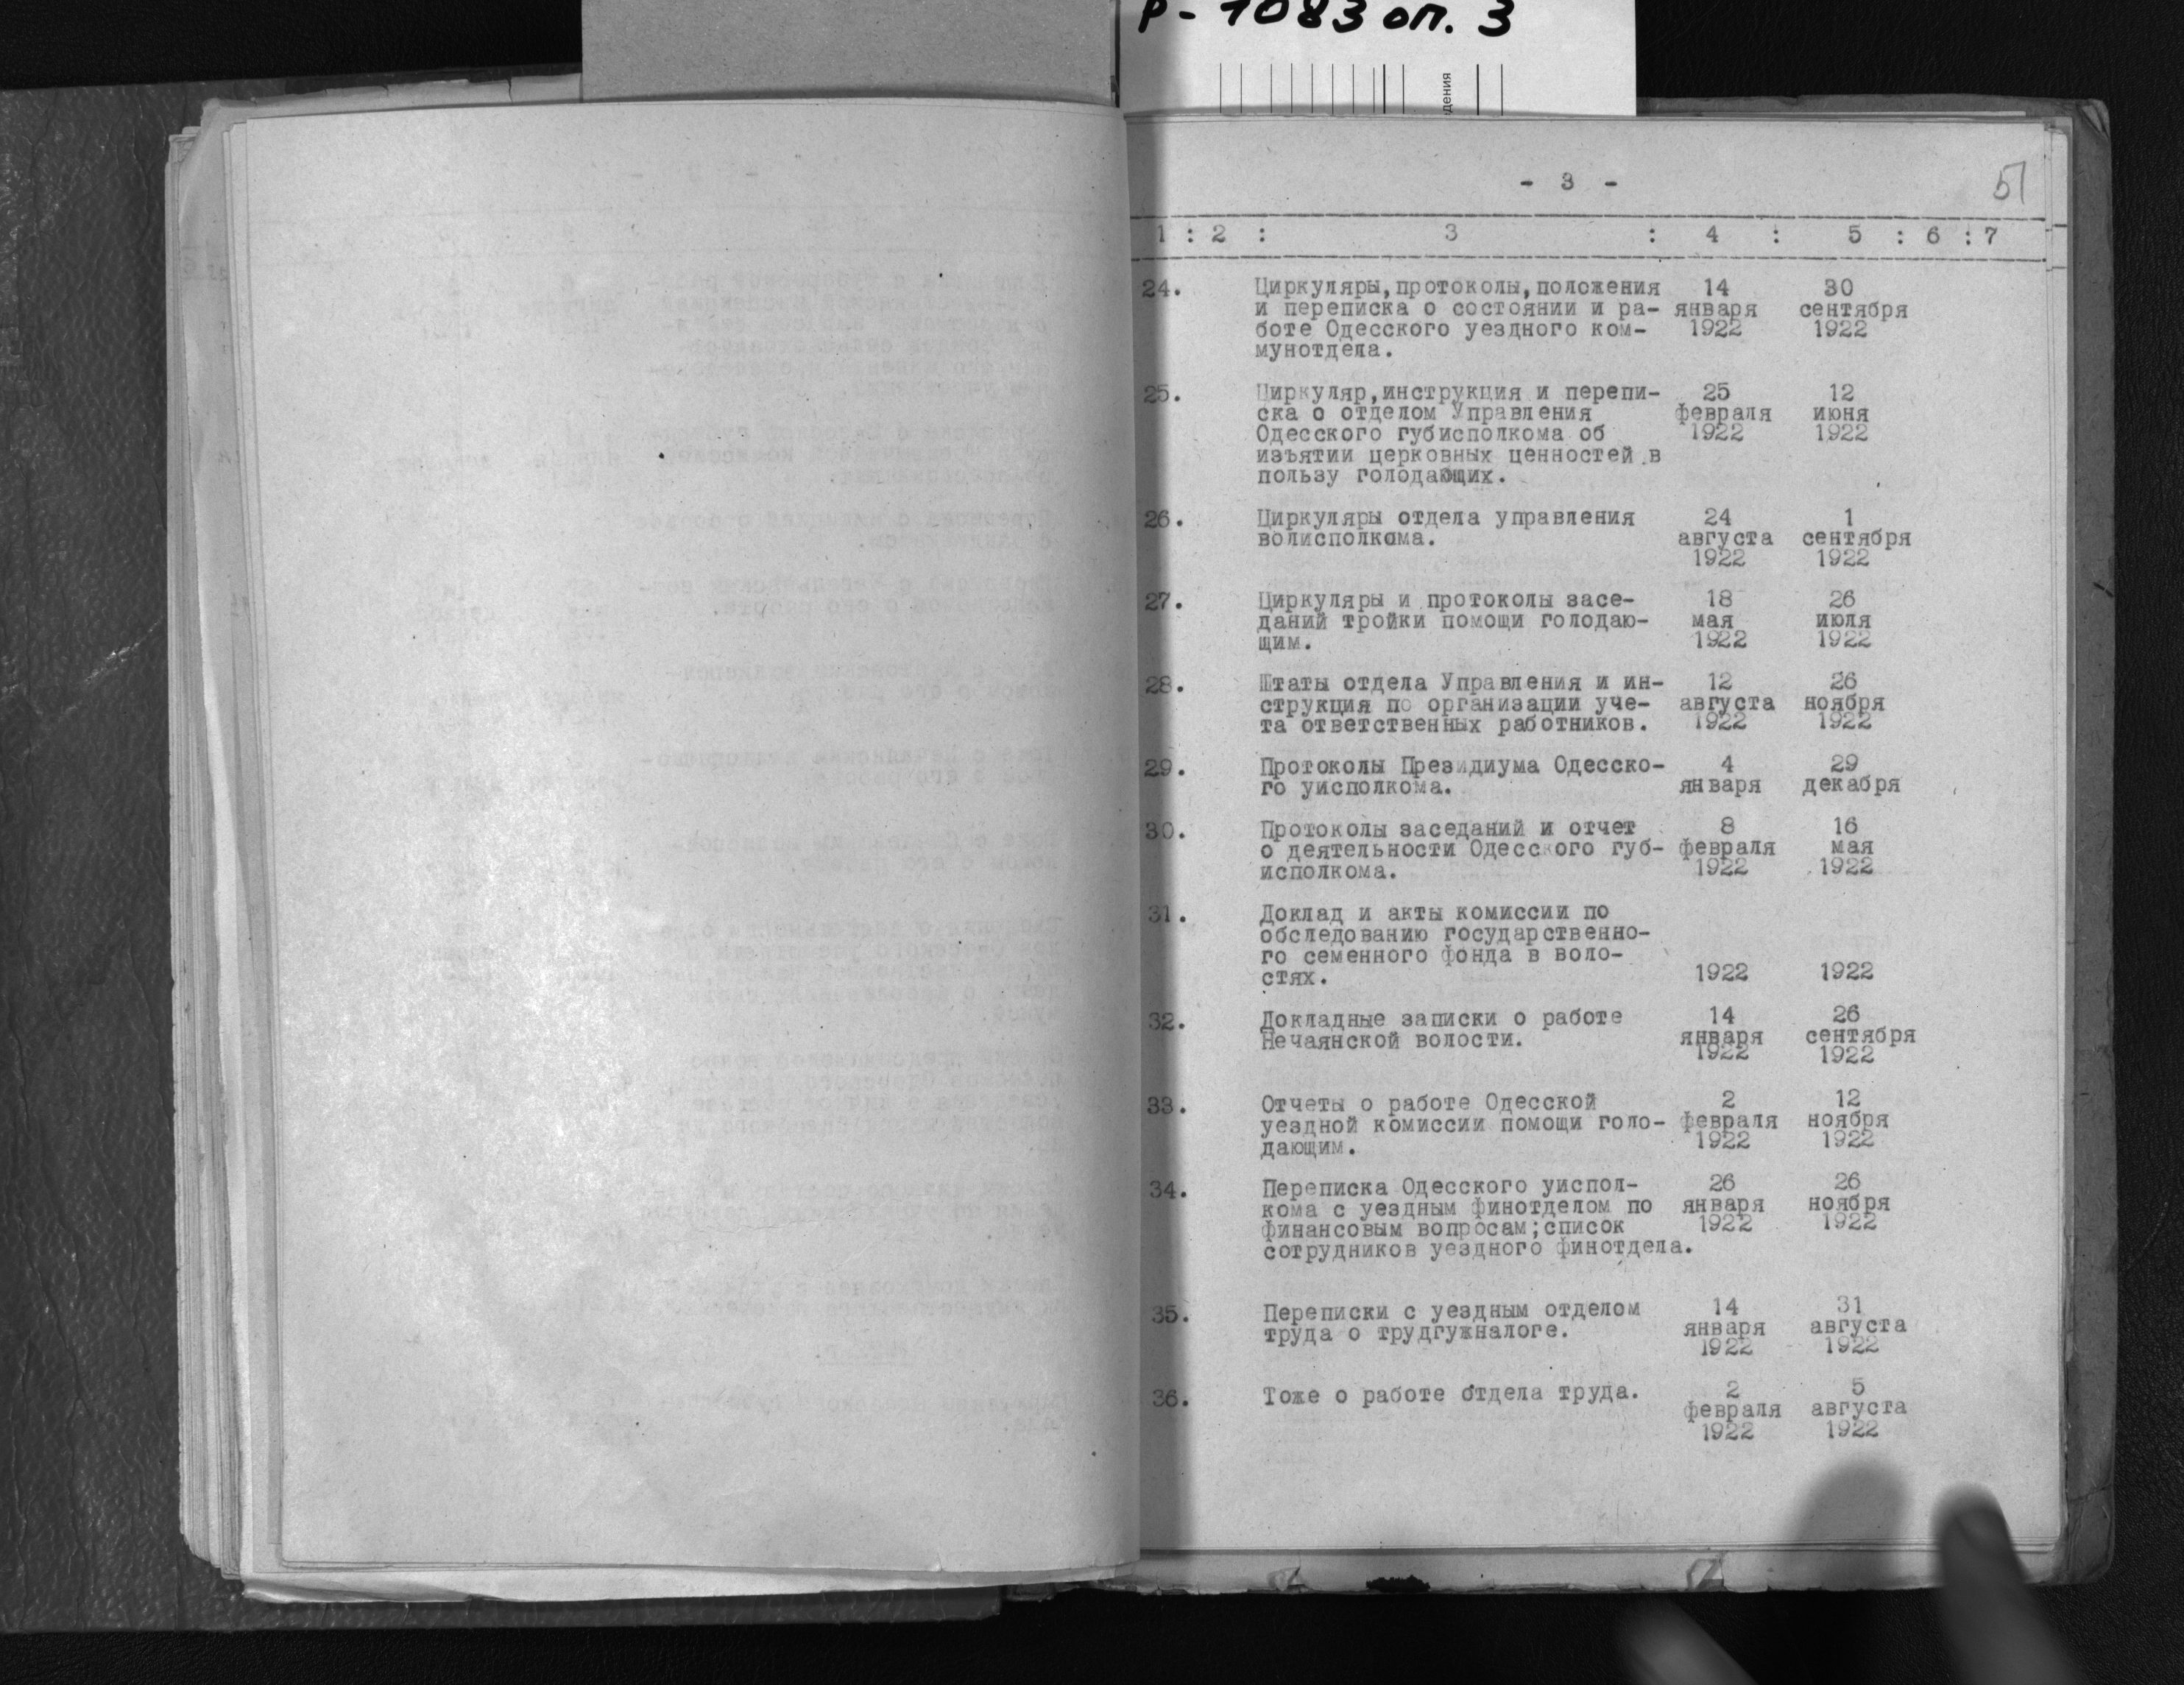 Р-1083 оп. 3
дения
- 3 -
51
1 : 2 : 3 : 4 : 5 : 6 : 7
24. Циркуляры,протоколы,положения 14 30
и переписка о состоянии и ра- января сентября
боте Одесского уездного ком- 1922 1922
мунотдела.
25. Циркуляр,инструкция и перепи- 25 12
ска о отделом Управления февраля июня
Одесского губисполкома об 1922 1922
изъятии церковных ценностей в
пользу голодающих.
26. Циркуляры отдела управления 24 1
волисполкома. августа сентября
1922 1922
27. Циркуляры и протоколы засе- 18 26
даний тройки помощи голодаю- мая июля
щим. 1922 1922
28. Штаты отдела Управления и ин- 12 26
струкция по организации уче- августа ноября
та ответственных работников. 1922 1922
29. Протоколы Президиума Одесско- 4 29
го уисполкома. января декабря
30. Протоколы заседаний и отчет 8 16
о деятельности Одесского губ- февраля мая
исполкома. 1922 1922
31. Доклад и акты комиссии по
обследованию государственно-
го семенного фонда в воло-
стях. 1922 1922
32. Докладные записки о работе 14 26
Нечаянской волости. января сентября
1922 1922
33. Отчеты о работе Одесской 2 12
уездной комиссии помощи голо- февраля ноября
дающим. 1922 1922
34. Переписка Одесского уиспол- 26 26
кома с уездным финотделом по января ноября
финансовым вопросам;список 1922 1922
сотрудников уездного финотдела.
35. Переписки с уездным отделом 14 31
труда о трудгужналоге. января августа
1922 1922
36. Тоже о работе отдела труда. 2 5
февраля августа
1922 1922